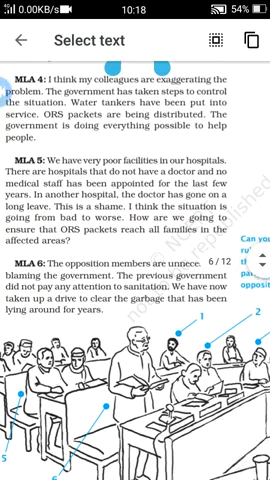 0.00KB/s 10:18 54%
Select text
MLA 4: I think my colleagues are exaggerating the
problem. The government has taken steps to control
the situation. Water tankers have been put into
service. ORS packets are being distributed. The
government is doing everything possible to help
people.
MLA 5: We have very poor facilities in our hospitals.
There are hospitals that do not have a doctor and no
medical staff has been appointed for the last few
years. In another hospital, the doctor has gone on a
long leave. This is a shame. I think the situation is
going from bad to worse. How are we going to
ensure that ORS packets reach all families in the
affected areas?
Can you
MLA 6: The opposition members are unnece 6 / 12
blaming the government. The previous government
did not pay any attention to sanitation. We have now
opposit
taken up a drive to clear the garbage that has been
lying around for years.
1
2
5
6